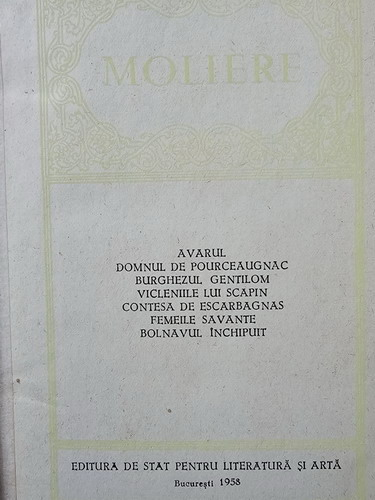 MOLIERE
AVARUL
DOMNUL DE POURCEAUGNAC
BURGHEZUL GENTILOM
VICLENIILE LUI SCAPIN
CONTESA DE ESCARBAGNAS
FEMEILE SAVANTE
BOLNAVUL ÎNCHIPUIT
EDITURA DE STAT PENTRU LITERATURĂ ȘI ARTĂ
București 1958